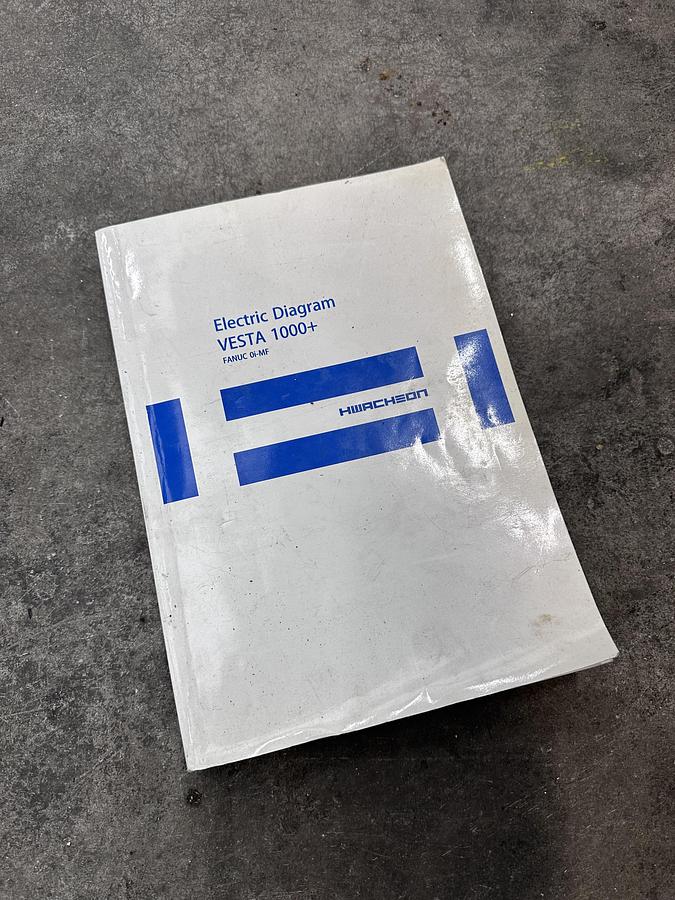 Electric Diagram
VESTA 1000+
FANUC 0i-MF
HWACHEON